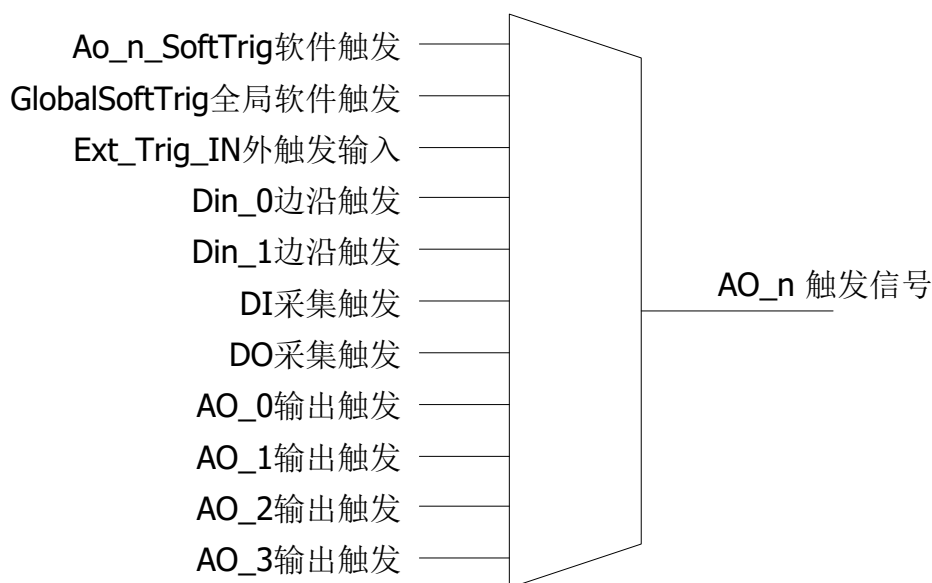 Ao_n_SoftTrig软件触发
GlobalSoftTrig全局软件触发
Ext_Trig_IN外触发输入
Din_0边沿触发
Din_1边沿触发
DI采集触发
DO采集触发
AO_0输出触发
AO_1输出触发
AO_2输出触发
AO_3输出触发
AO_n 触发信号